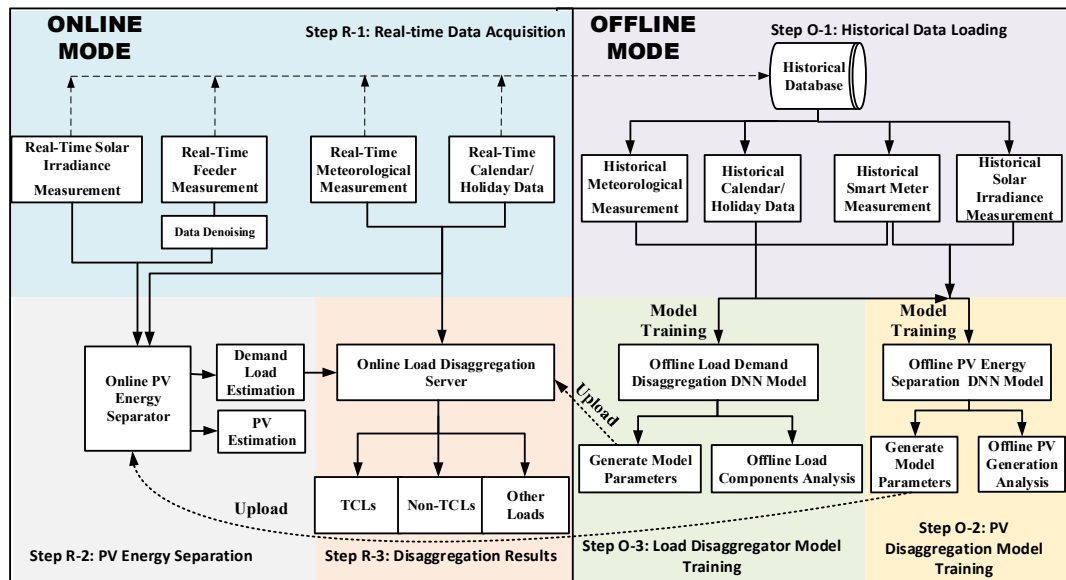 ONLINE
MODE
Step R-1: Real-time Data Acquisition
Real-Time Solar
Irradiance
Measurement
Real-Time
Feeder
Measurement
Real-Time
Meteorological
Measurement
Real-Time
Calendar/
Holiday Data
Data Denoising
OFFLINE
MODE
Step O-1: Historical Data Loading
Historical
Database
Historical
Meteorological
Measurement
Historical
Calendar/
Holiday Data
Historical
Smart Meter
Measurement
Historical
Solar
Irradiance
Measurement
Online PV
Energy
Separator
Demand
Load
Estimation
PV
Estimation
Upload
Step R-2: PV Energy Separation
Online Load Disaggregation
Server
TCLs
Non-TCLs
Other
Loads
Step R-3: Disaggregation Results
Model
Training
Offline Load Demand
Disaggregation DNN Model
Upload
Generate Model
Parameters
Offline Load
Components Analysis
Step O-3: Load Disaggregator Model
Training
Model
Training
Offline PV Energy
Separation DNN Model
Generate
Model
Parameters
Offline PV
Generation
Analysis
Step O-2: PV
Disaggregation Model
Training